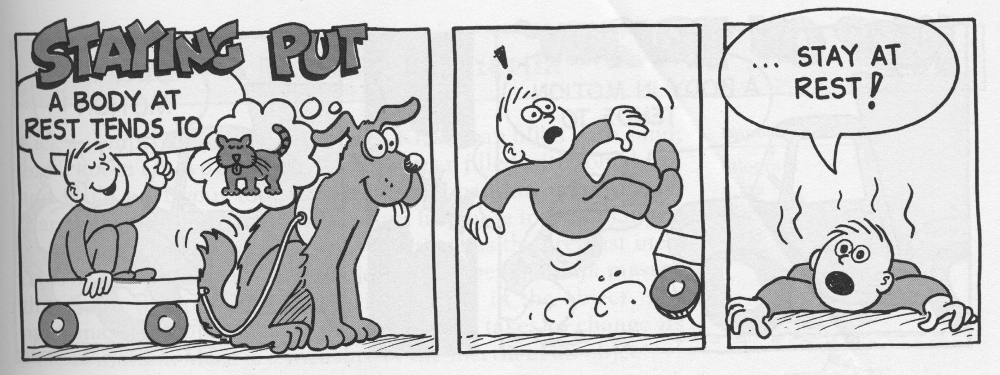 STAYING PUT
A BODY AT
REST TENDS TO
!
... STAY AT
REST!